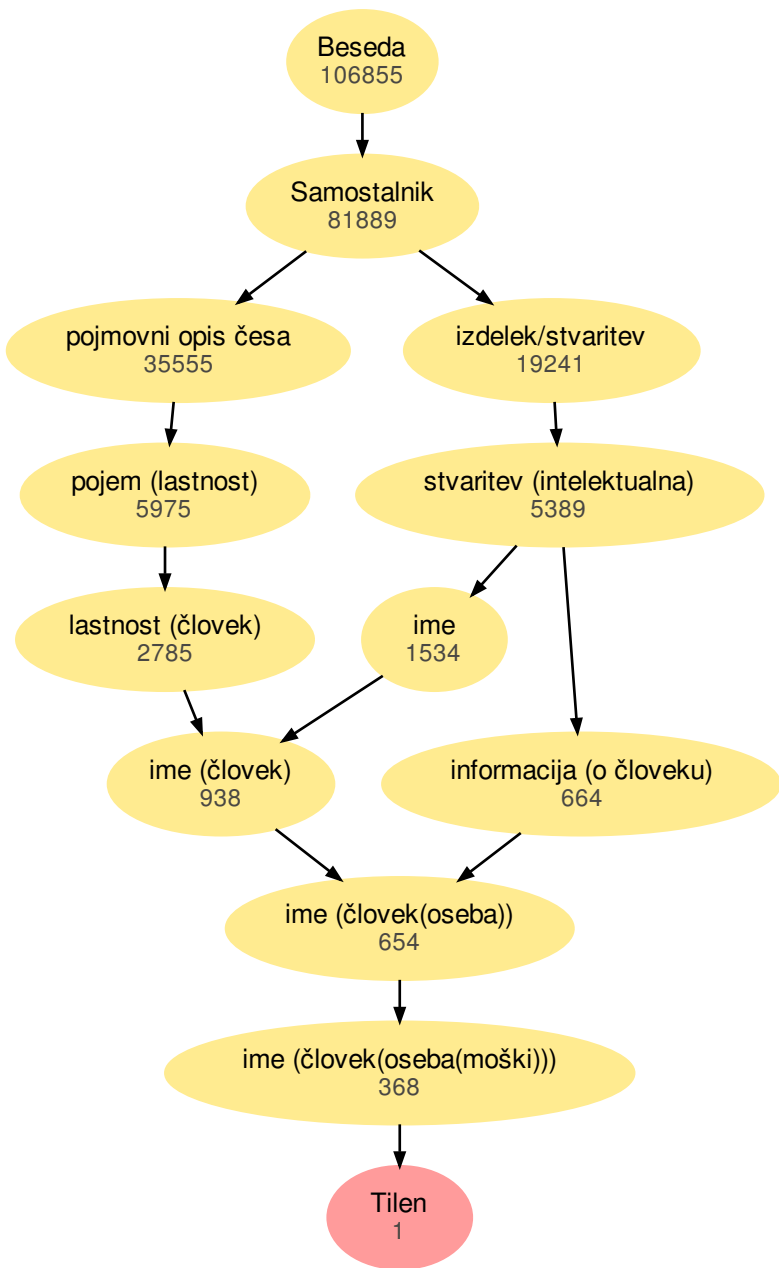 Beseda
106855
Samostalnik
81889
pojmovni opis česa
35555
izdelek/stvaritev
19241
pojem (lastnost)
5975
stvaritev (intelektualna)
5389
lastnost (človek)
2785
ime
1534
ime (človek)
938
informacija (o človeku)
664
ime (človek(oseba))
654
ime (človek(oseba(moški)))
368
Tilen
1